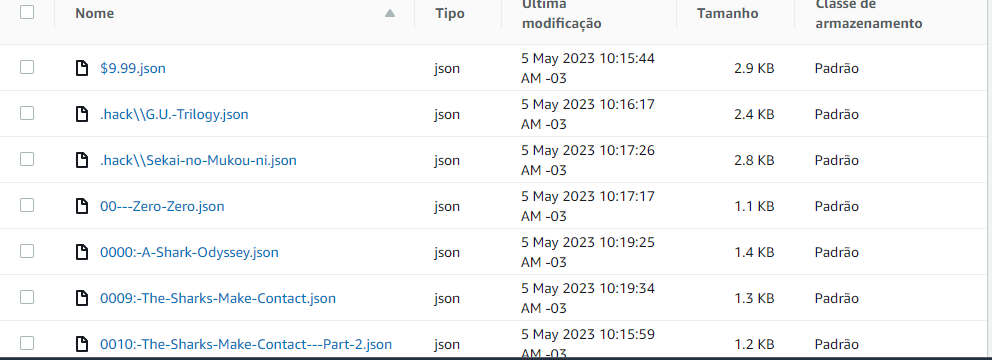 Nome
Tipo
Última
modificação
Tamanho
Classe de
armazenamento
$9.99.json
json
5 May 2023 10:15:44
AM -03
2.9 KB
Padrão
.hack\\G.U.-Trilogy.json
json
5 May 2023 10:16:17
AM -03
2.4 KB
Padrão
.hack\\Sekai-no-Mukou-ni.json
json
5 May 2023 10:17:26
AM -03
2.8 KB
Padrão
00---Zero-Zero.json
json
5 May 2023 10:17:17
AM -03
1.1 KB
Padrão
0000:-A-Shark-Odyssey.json
json
5 May 2023 10:19:25
AM -03
1.4 KB
Padrão
0009:-The-Sharks-Make-Contact.json
json
5 May 2023 10:19:34
AM -03
1.3 KB
Padrão
0010:-The-Sharks-Make-Contact---Part-2.json
json
5 May 2023 10:15:59
AM -03
1.2 KB
Padrão